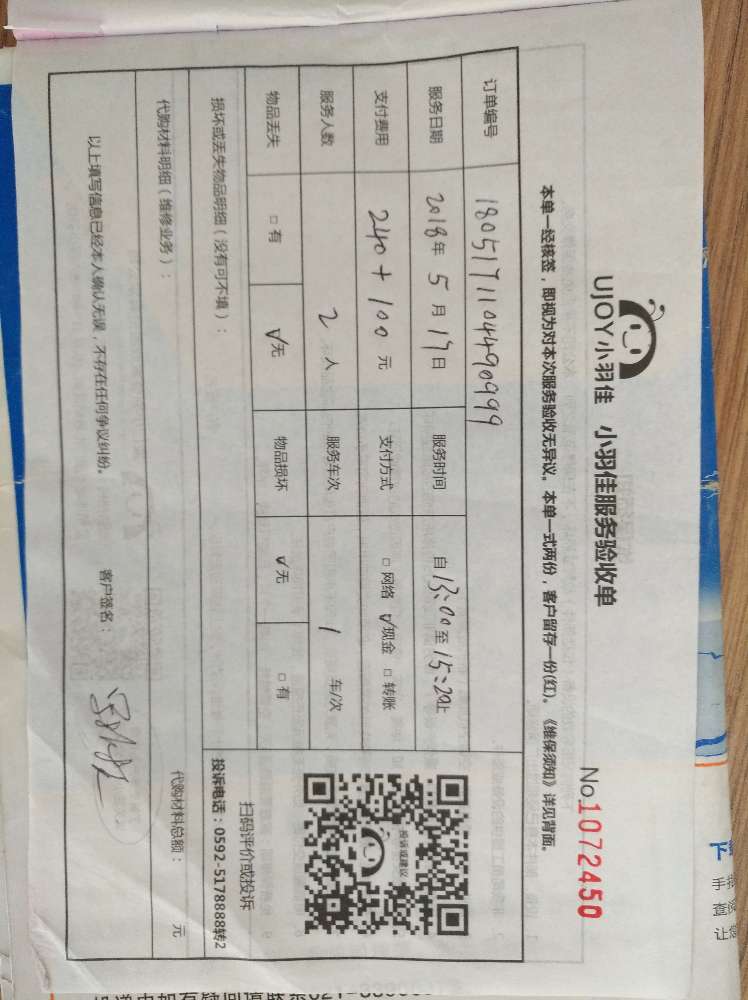 UJOY小羽佳 小羽佳服务验收单
No.1072450
本单一经核签，即视为对本次服务验收无异议。本单一式两份，客户留存一份(红)。《维保须知》详见背面。
订单编号 180517110449 0999
服务日期 2018年 5月 17日 服务时间 自13:00至15:20止
支付费用 240+100元 支付方式 □网络 √现金 □转账
服务人数 2人 服务车次 1 车/次
物品丢失 □有 √无 物品损坏 √无 □有
投诉或建议
扫码评价或投诉
投诉电话：0592-5178888转2
损坏或丢失物品明细（没有可不填）：
代购材料明细（维修业务）： 代购材料总额： 元
以上填写信息已经本人确认无误，不存在任何争议纠纷。 客户签名：